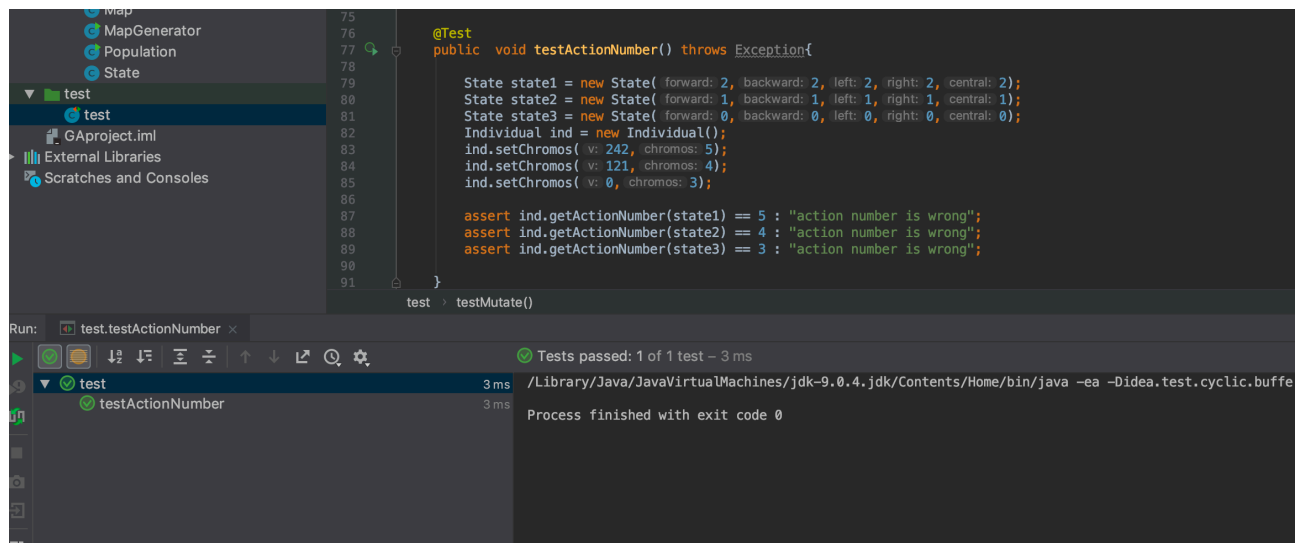 Map
MapGenerator
Population
State
test
test
GAproject.iml
External Libraries
Scratches and Consoles
75
76 @Test
77 public void testActionNumber() throws Exception{
78
79 State state1 = new State( forward: 2, backward: 2, left: 2, right: 2, central: 2);
80 State state2 = new State( forward: 1, backward: 1, left: 1, right: 1, central: 1);
81 State state3 = new State( forward: 0, backward: 0, left: 0, right: 0, central: 0);
82 Individual ind = new Individual();
83 ind.setChromos( v: 242, chromos: 5);
84 ind.setChromos( v: 121, chromos: 4);
85 ind.setChromos( v: 0, chromos: 3);
86
87 assert ind.getActionNumber(state1) == 5 : "action number is wrong";
88 assert ind.getActionNumber(state2) == 4 : "action number is wrong";
89 assert ind.getActionNumber(state3) == 3 : "action number is wrong";
90
91 }
test › testMutate()
Run: test.testActionNumber ×
Tests passed: 1 of 1 test – 3 ms
test 3 ms
testActionNumber 3 ms
/Library/Java/JavaVirtualMachines/jdk-9.0.4.jdk/Contents/Home/bin/java -ea -Didea.test.cyclic.buffe
Process finished with exit code 0